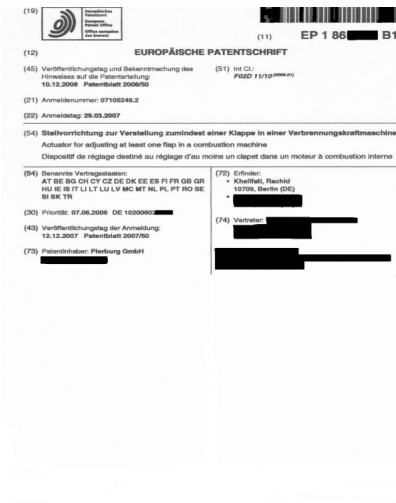 (19)
Europäisches
Patentamt
European
Patent Office
Office européen
des brevets
(11) EP 1 86 B1
(12) EUROPÄISCHE PATENTSCHRIFT
(45) Veröffentlichungstag und Bekanntmachung des
Hinweises auf die Patenterteilung:
10.12.2008 Patentblatt 2008/50
(51) Int Cl.:
F02D 11/10 (2006.01)
(21) Anmeldenummer: 07105249.2
(22) Anmeldetag: 29.03.2007
(54) Stellvorrichtung zur Verstellung zumindest einer Klappe in einer Verbrennungskraftmaschine
Actuator for adjusting at least one flap in a combustion machine
Dispositif de réglage destiné au réglage d'au moins un clapet dans un moteur à combustion interne
(84) Benannte Vertragsstaaten:
AT BE BG CH CY CZ DE DK EE ES FI FR GB GR
HU IE IS IT LI LT LU LV MC MT NL PL PT RO SE
SI SK TR
(30) Priorität: 07.06.2006 DE 10200602
(43) Veröffentlichungstag der Anmeldung:
12.12.2007 Patentblatt 2007/50
(73) Patentinhaber: Pierburg GmbH
(72) Erfinder:
• Khelifati, Rachid
10709, Berlin (DE)
•
(74) Vertreter: